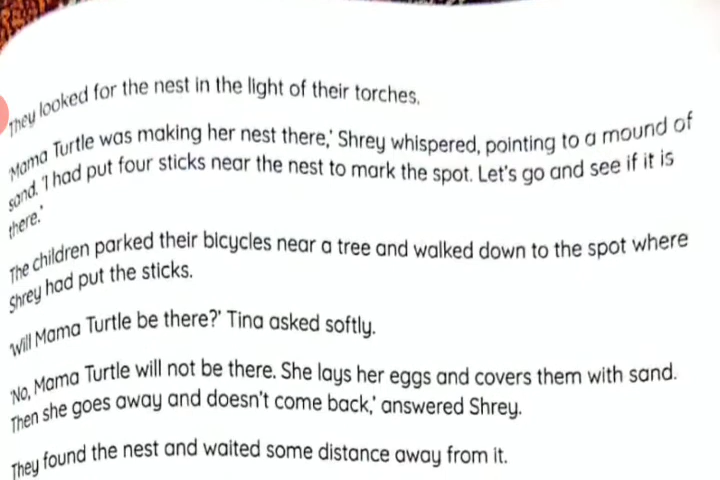 They looked for the nest in the light of their torches.
'Mama Turtle was making her nest there,' Shrey whispered, pointing to a mound of
sand. 'I had put four sticks near the nest to mark the spot. Let's go and see if it is
there.'
The children parked their bicycles near a tree and walked down to the spot where
Shrey had put the sticks.
'Will Mama Turtle be there?' Tina asked softly.
'No, Mama Turtle will not be there. She lays her eggs and covers them with sand.
Then she goes away and doesn't come back,' answered Shrey.
They found the nest and waited some distance away from it.